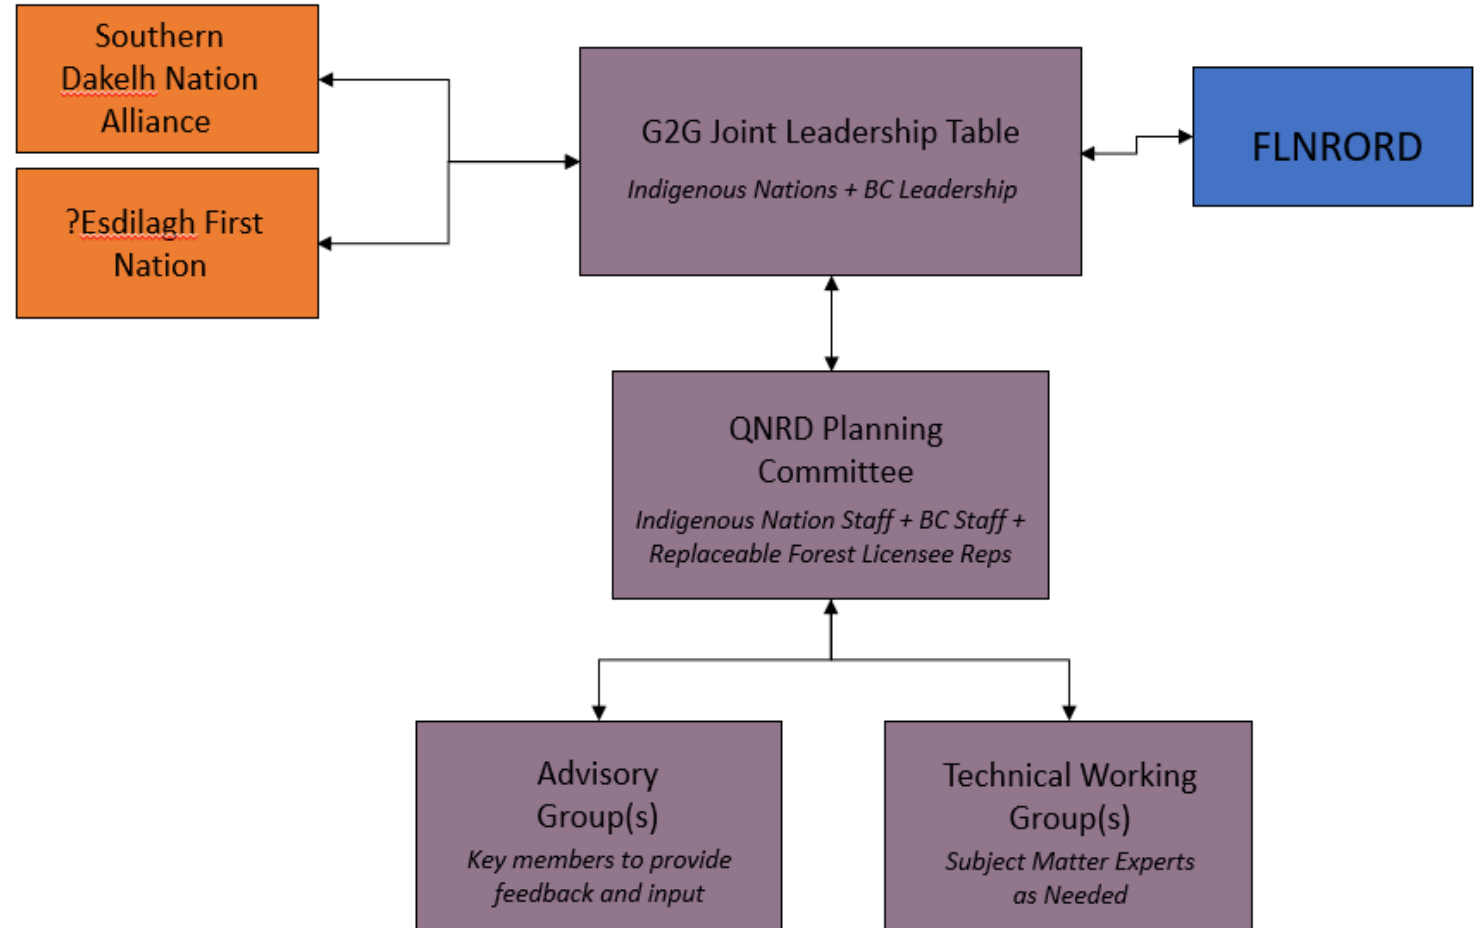 Southern
Dakelh Nation
Alliance
?Esdilagh First
Nation
G2G Joint Leadership Table
Indigenous Nations + BC Leadership
FLNRORD
QNRD Planning
Committee
Indigenous Nation Staff + BC Staff +
Replaceable Forest Licensee Reps
Advisory
Group(s)
Key members to provide
feedback and input
Technical Working
Group(s)
Subject Matter Experts
as Needed